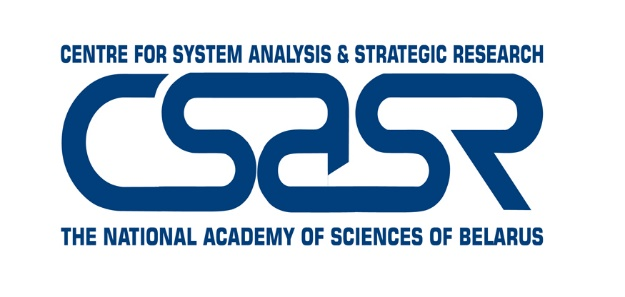 CENTRE FOR SYSTEM ANALYSIS & STRATEGIC RESEARCH
CSASR
THE NATIONAL ACADEMY OF SCIENCES OF BELARUS